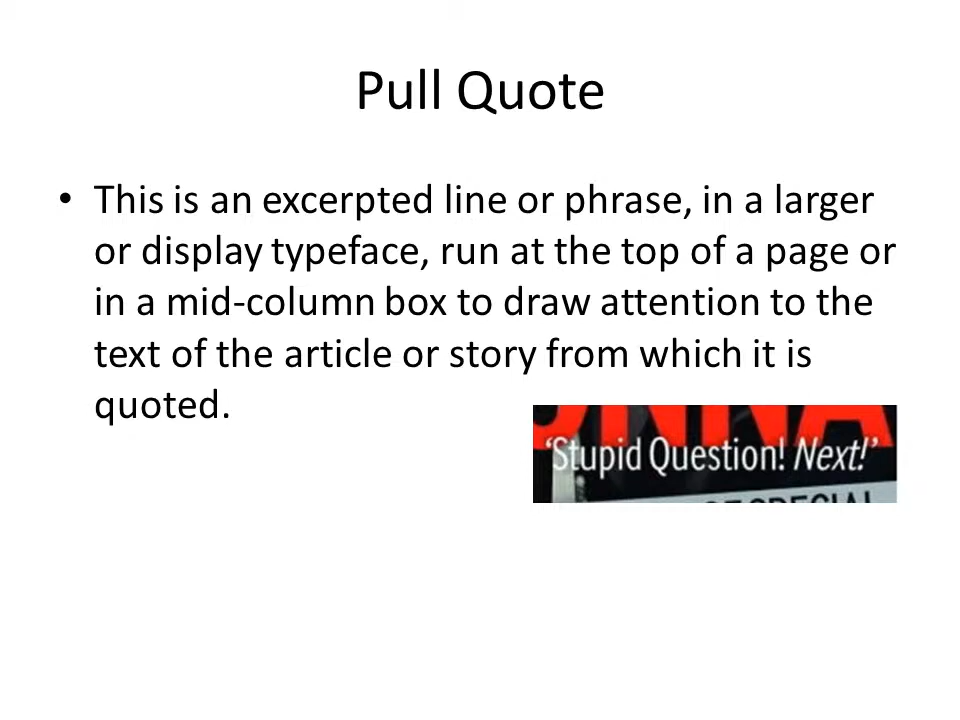 Pull Quote
• This is an excerpted line or phrase, in a larger
or display typeface, run at the top of a page or
in a mid-column box to draw attention to the
text of the article or story from which it is
quoted.
NNA
‘Stupid Question! Next!’
SPECIAL